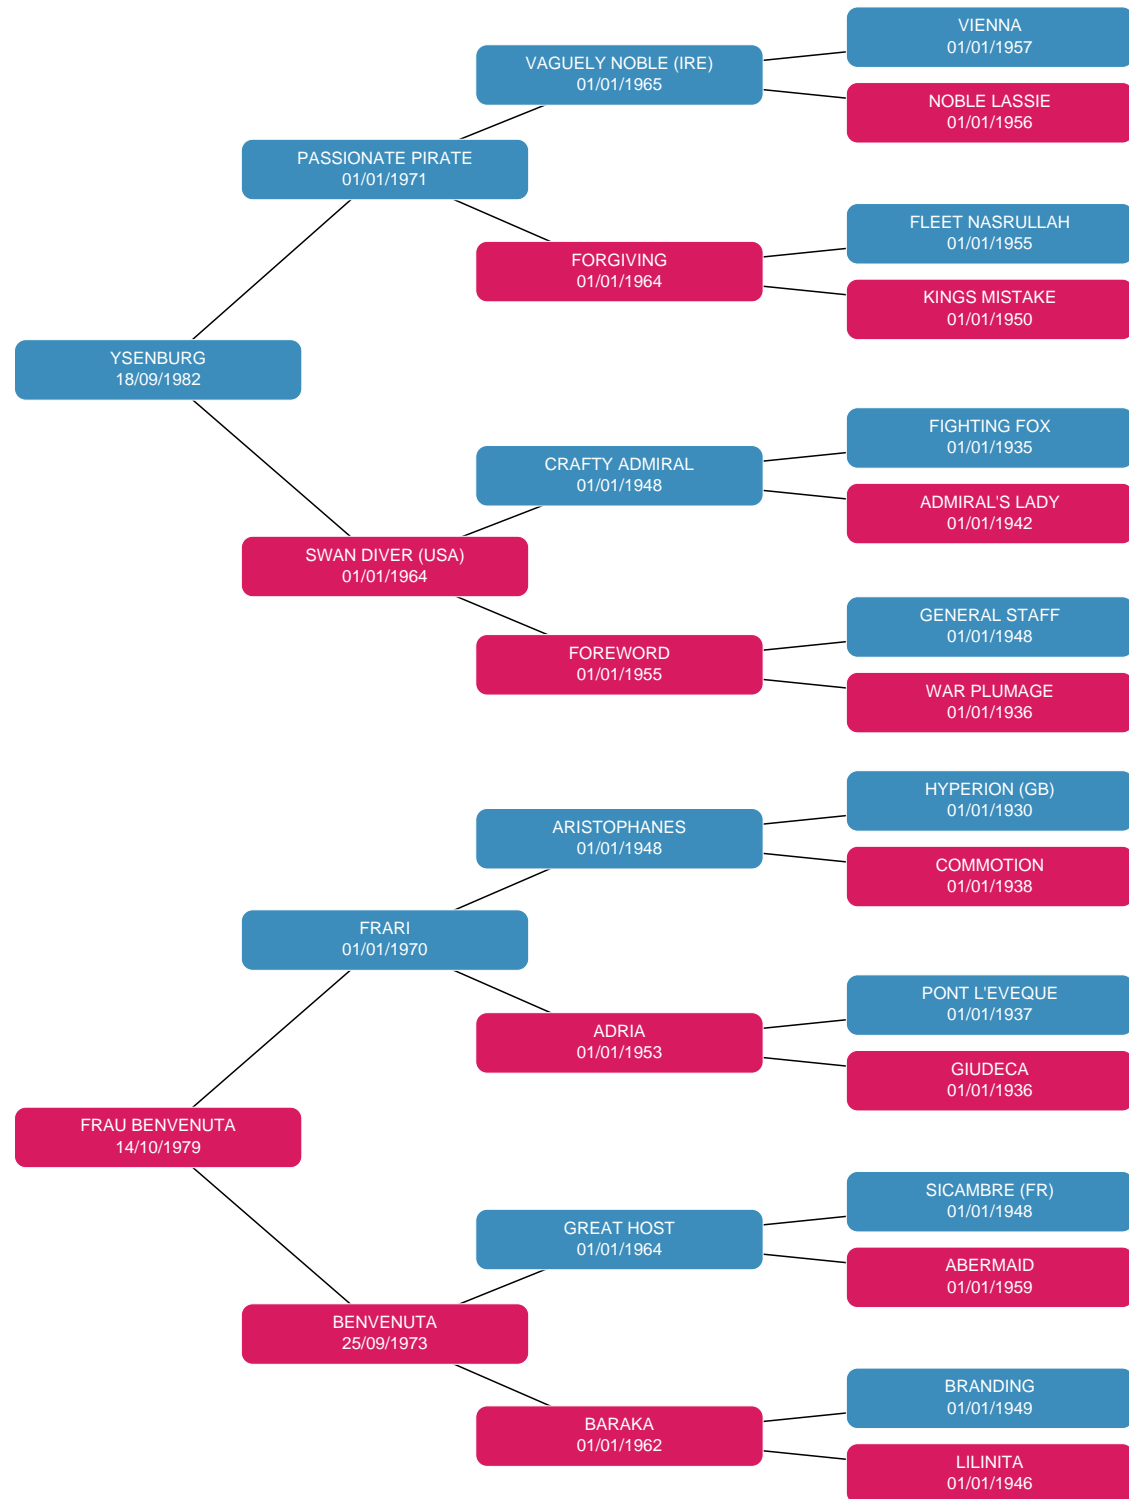 VIENNA
01/01/1957
VAGUELY NOBLE (IRE)
01/01/1965
NOBLE LASSIE
01/01/1956
PASSIONATE PIRATE
01/01/1971
FLEET NASRULLAH
01/01/1955
FORGIVING
01/01/1964
KINGS MISTAKE
01/01/1950
YSENBURG
18/09/1982
FIGHTING FOX
01/01/1935
CRAFTY ADMIRAL
01/01/1948
ADMIRAL'S LADY
01/01/1942
SWAN DIVER (USA)
01/01/1964
GENERAL STAFF
01/01/1948
FOREWORD
01/01/1955
WAR PLUMAGE
01/01/1936
HYPERION (GB)
01/01/1930
ARISTOPHANES
01/01/1948
COMMOTION
01/01/1938
FRARI
01/01/1970
PONT L'EVEQUE
01/01/1937
ADRIA
01/01/1953
GIUDECA
01/01/1936
FRAU BENVENUTA
14/10/1979
SICAMBRE (FR)
01/01/1948
GREAT HOST
01/01/1964
ABERMAID
01/01/1959
BENVENUTA
25/09/1973
BRANDING
01/01/1949
BARAKA
01/01/1962
LILINITA
01/01/1946